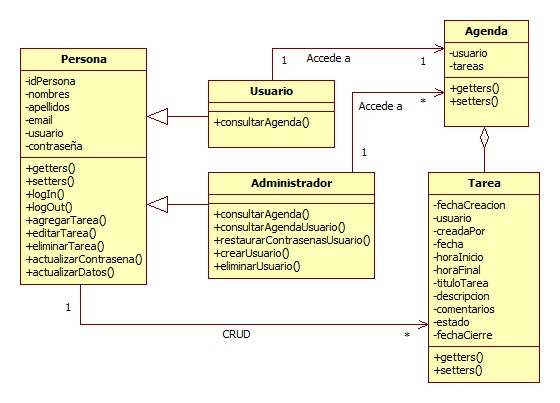 Persona
-idPersona
-nombres
-apellidos
-email
-usuario
-contraseña
+getters()
+setters()
+logIn()
+logOut()
+agregarTarea()
+editarTarea()
+eliminarTarea()
+actualizarContrasena()
+actualizarDatos()
Usuario
+consultarAgenda()
Administrador
+consultarAgenda()
+consultarAgendaUsuario()
+restaurarContrasenasUsuario()
+crearUsuario()
+eliminarUsuario()
1
Accede a
1
Accede a
*
1
Agenda
-usuario
-tareas
+getters()
+setters()
Tarea
-fechaCreacion
-usuario
-creadaPor
-fecha
-horaInicio
-horaFinal
-tituloTarea
-descripcion
-comentarios
-estado
-fechaCierre
+getters()
+setters()
1
CRUD
*